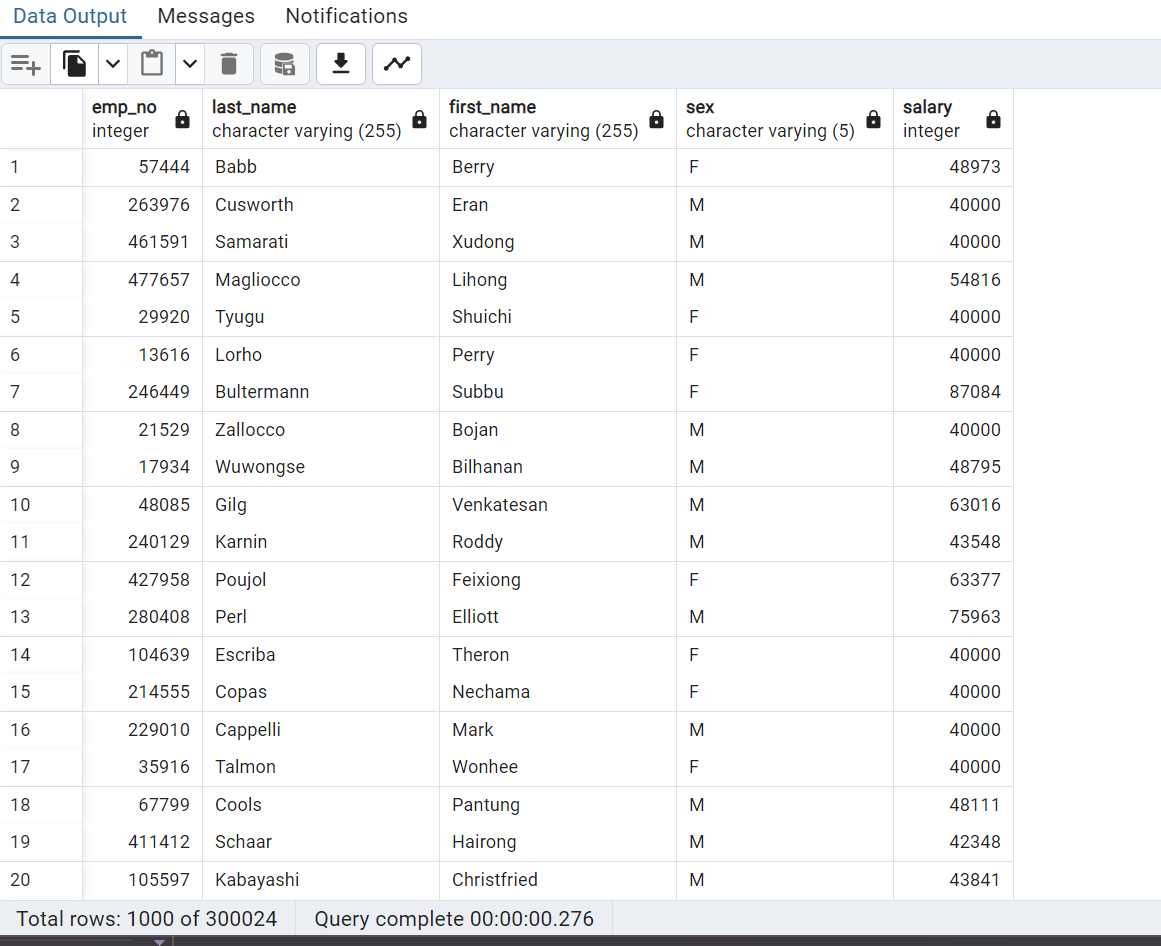 Data Output Messages Notifications
emp_no last_name first_name sex salary
integer character varying (255) character varying (255) character varying (5) integer
1 57444 Babb Berry F 48973
2 263976 Cusworth Eran M 40000
3 461591 Samarati Xudong M 40000
4 477657 Magliocco Lihong M 54816
5 29920 Tyugu Shuichi F 40000
6 13616 Lorho Perry F 40000
7 246449 Bultermann Subbu F 87084
8 21529 Zallocco Bojan M 40000
9 17934 Wuwongse Bilhanan M 48795
10 48085 Gilg Venkatesan M 63016
11 240129 Karnin Roddy M 43548
12 427958 Poujol Feixiong F 63377
13 280408 Perl Elliott M 75963
14 104639 Escriba Theron F 40000
15 214555 Copas Nechama F 40000
16 229010 Cappelli Mark M 40000
17 35916 Talmon Wonhee F 40000
18 67799 Cools Pantung M 48111
19 411412 Schaar Hairong M 42348
20 105597 Kabayashi Christfried M 43841
Total rows: 1000 of 300024 Query complete 00:00:00.276